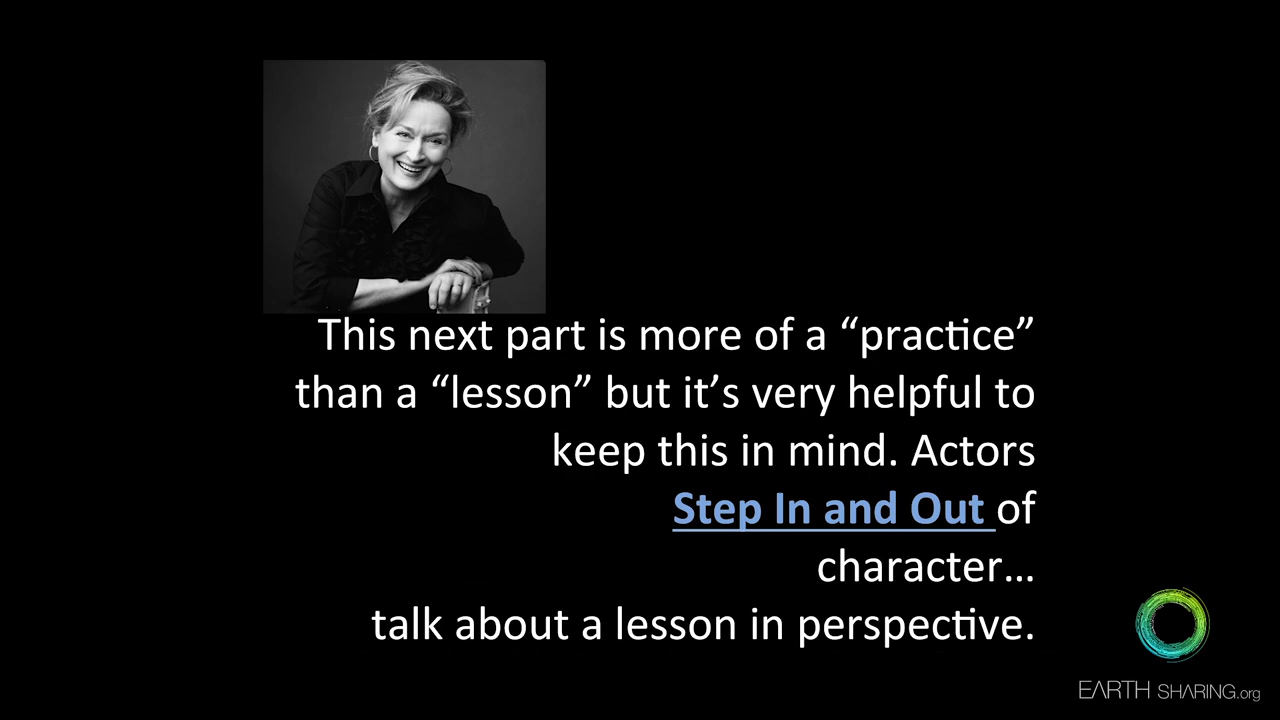 This next part is more of a “practice”
than a “lesson” but it’s very helpful to
keep this in mind. Actors
Step In and Out of
character…
talk about a lesson in perspective.
EARTH SHARING.org